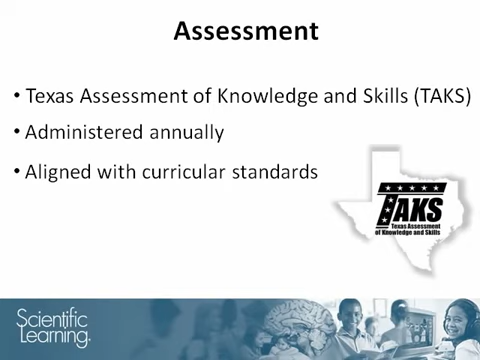 Assessment
• Texas Assessment of Knowledge and Skills (TAKS)
• Administered annually
• Aligned with curricular standards
TAKS
Texas Assessment
of Knowledge and Skills
Scientific
Learning